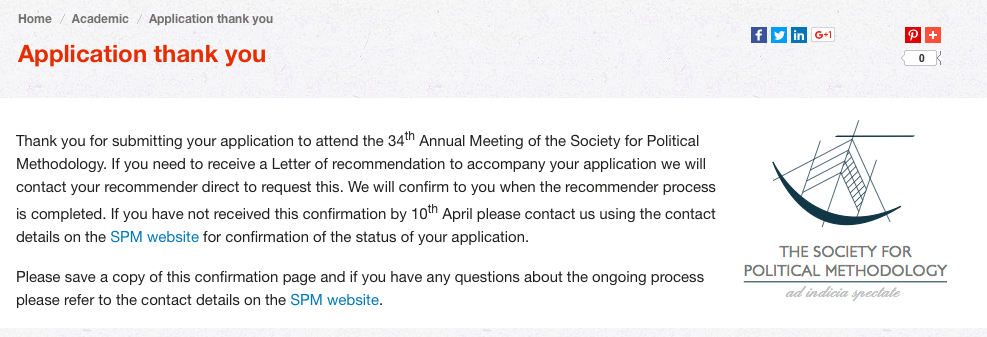 Home / Academic / Application thank you
Application thank you
f in G+1
0
Thank you for submitting your application to attend the 34th Annual Meeting of the Society for Political
Methodology. If you need to receive a Letter of recommendation to accompany your application we will
contact your recommender direct to request this. We will confirm to you when the recommender process
is completed. If you have not received this confirmation by 10th April please contact us using the contact
details on the SPM website for confirmation of the status of your application.
Please save a copy of this confirmation page and if you have any questions about the ongoing process
please refer to the contact details on the SPM website.
THE SOCIETY FOR
POLITICAL METHODOLOGY
ad indicia spectate